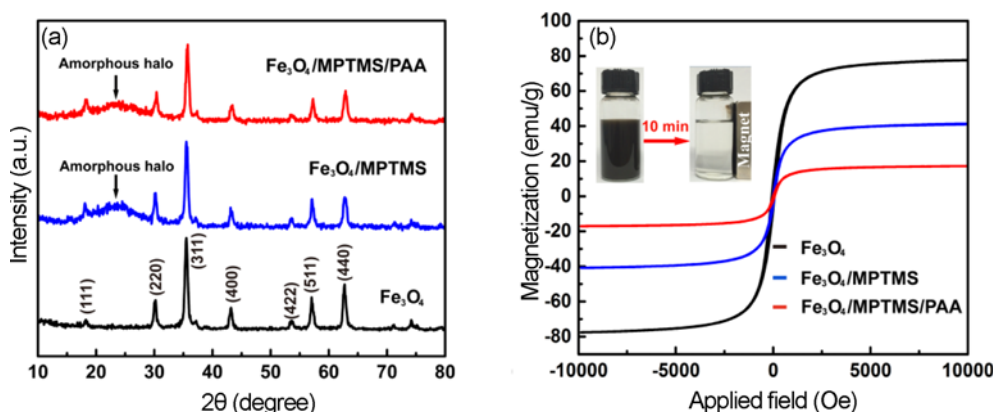 (a)
Amorphous halo
Fe₃O₄/MPTMS/PAA
Amorphous halo
Fe₃O₄/MPTMS
(111)
(220)
(311)
(400)
(422)
(511)
(440)
Fe₃O₄
Intensity (a.u.)
10 20 30 40 50 60 70 80
2θ (degree)
(b)
10 min
Magnet
Fe₃O₄
Fe₃O₄/MPTMS
Fe₃O₄/MPTMS/PAA
Magnetization (emu/g)
80
60
40
20
0
-20
-40
-60
-80
-10000 -5000 0 5000 10000
Applied field (Oe)